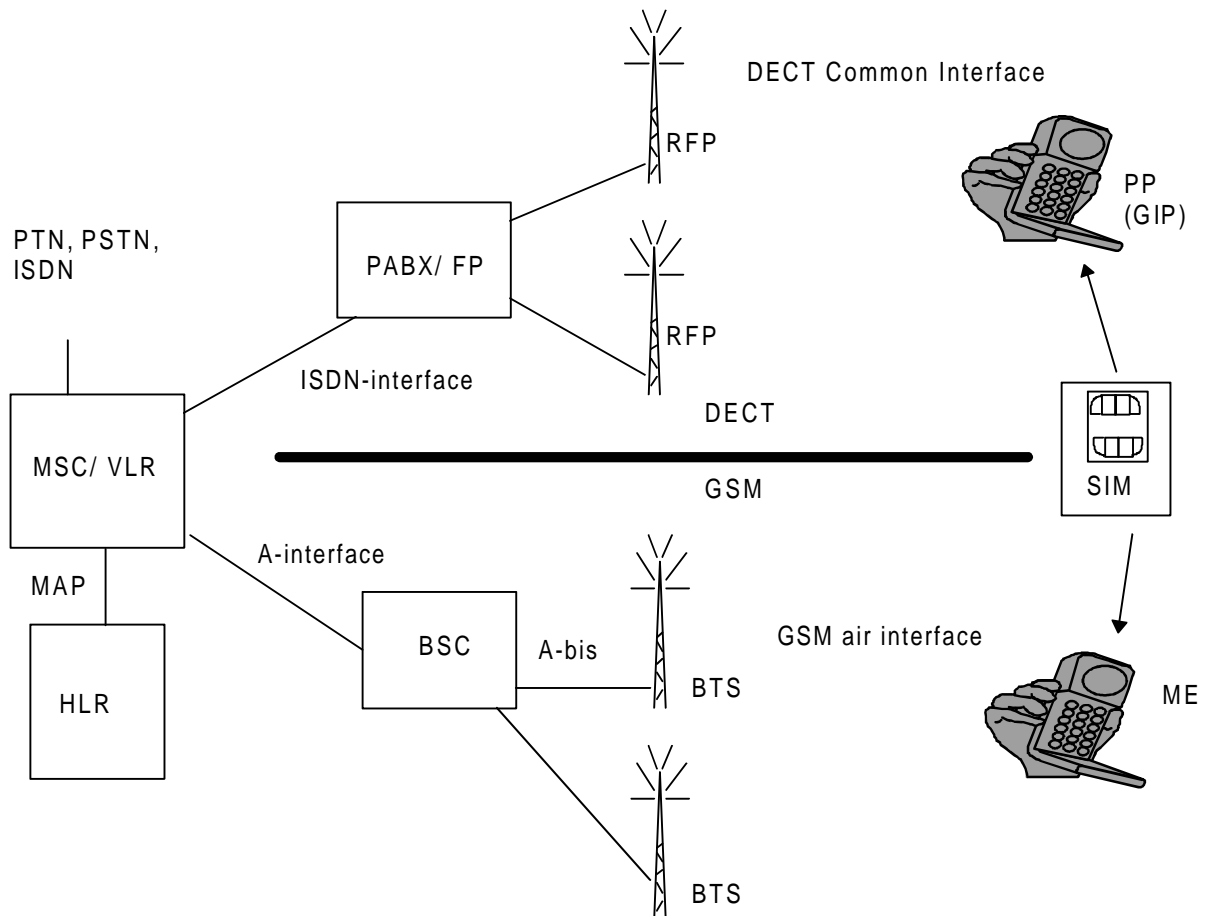 DECT Common Interface
RFP
PP
(GIP)
PTN, PSTN,
ISDN
PABX/ FP
RFP
ISDN-interface
DECT
MSC/ VLR
GSM
SIM
A-interface
MAP
BSC
A-bis
GSM air interface
HLR
BTS
ME
BTS